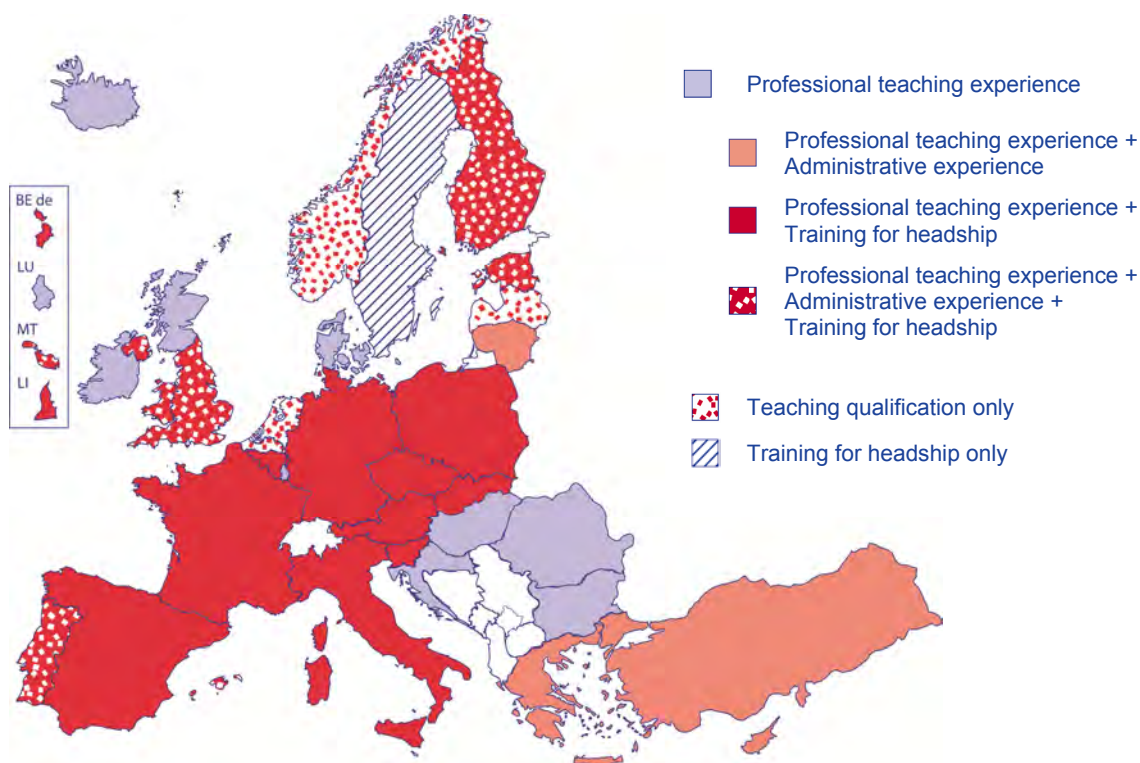 BE de
LU
MT
LI
Professional teaching experience
Professional teaching experience +
Administrative experience
Professional teaching experience +
Training for headship
Professional teaching experience +
Administrative experience +
Training for headship
Teaching qualification only
Training for headship only